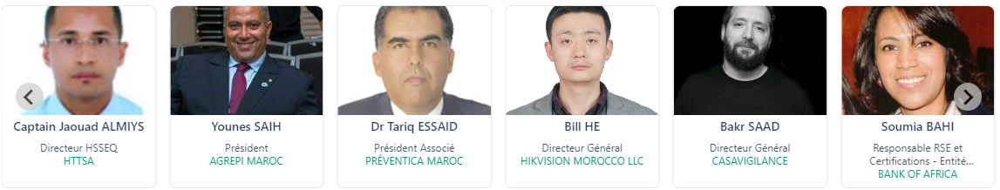 Captain Jaouad ALMIYS
Directeur HSSEQ
HTTSA
Younes SAIH
Président
AGREPI MAROC
Dr Tariq ESSAID
Président Associé
PRÉVENTICA MAROC
Bill HE
Directeur Général
HIKVISION MOROCCO LLC
Bakr SAAD
Directeur Général
CASAVIGILANCE
Soumia BAHI
Responsable RSE et
Certifications - Entité...
BANK OF AFRICA